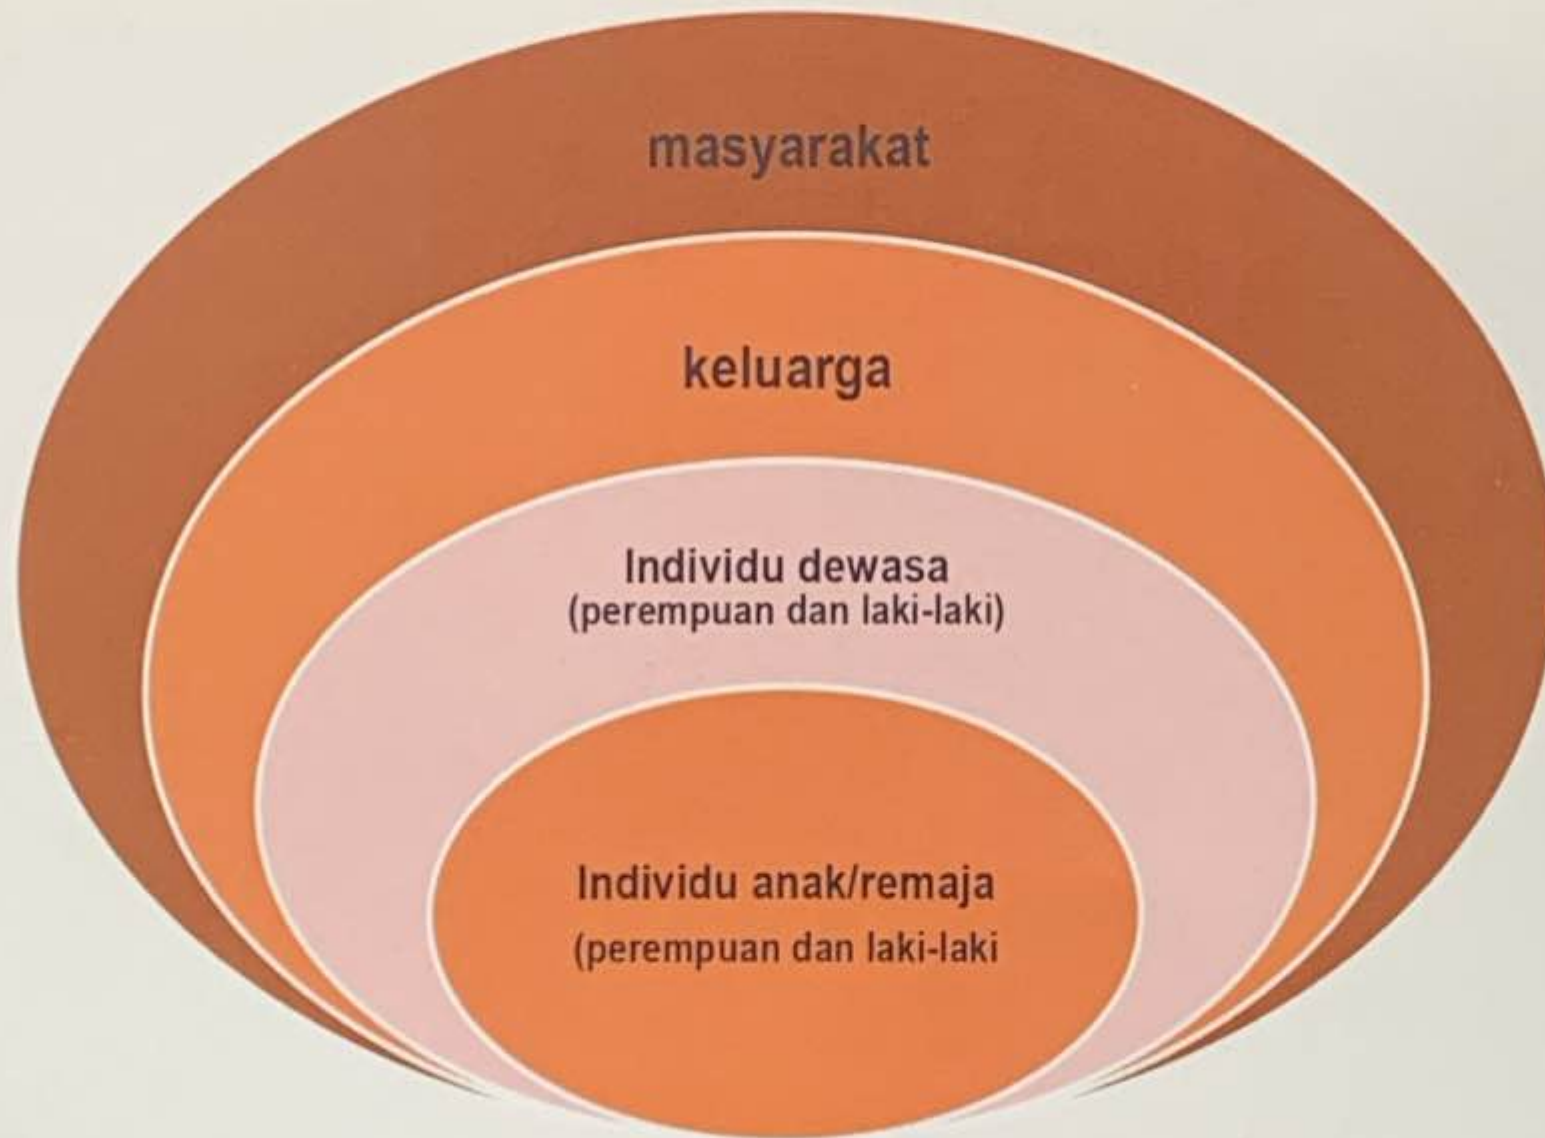 masyarakat
keluarga
Individu dewasa
(perempuan dan laki-laki)
Individu anak/remaja
(perempuan dan laki-laki